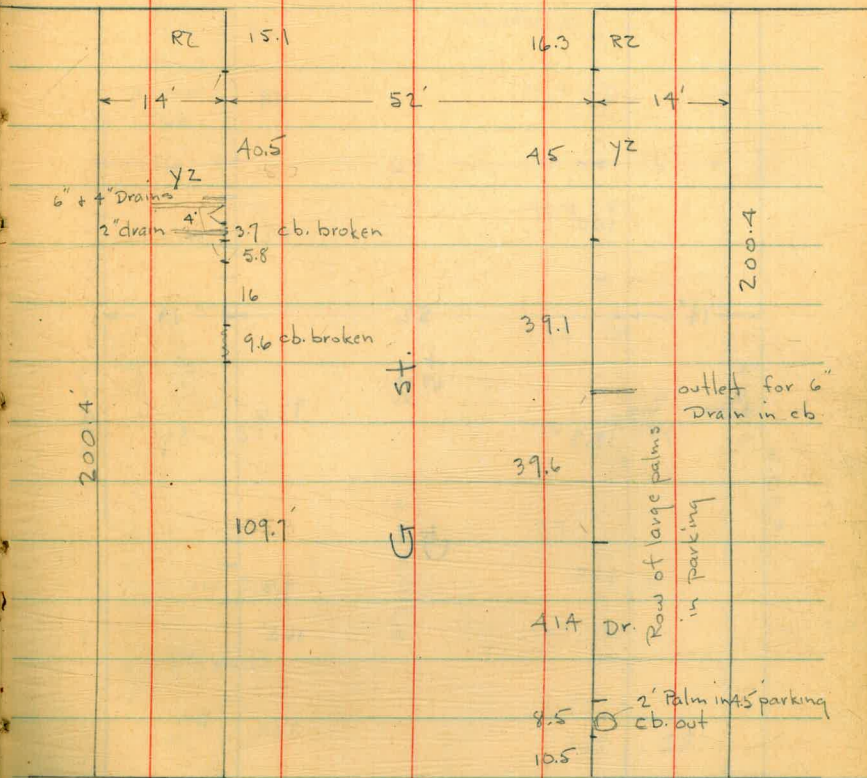 RZ 15.1 16.3 RZ
14' 52' 14'
40.5 45 YZ
YZ
6" + 4" Drains
4'
2" drain 3.7 cb. broken
5.8
200.4
16
39.1
9.6 cb. broken
St.
outlet for 6"
Drain in cb.
200.4
39.6
Row of large palms
in parking
109.7
G
41.4 Dr.
2' Palm in 4.5' parking
8.5 cb. out
10.5